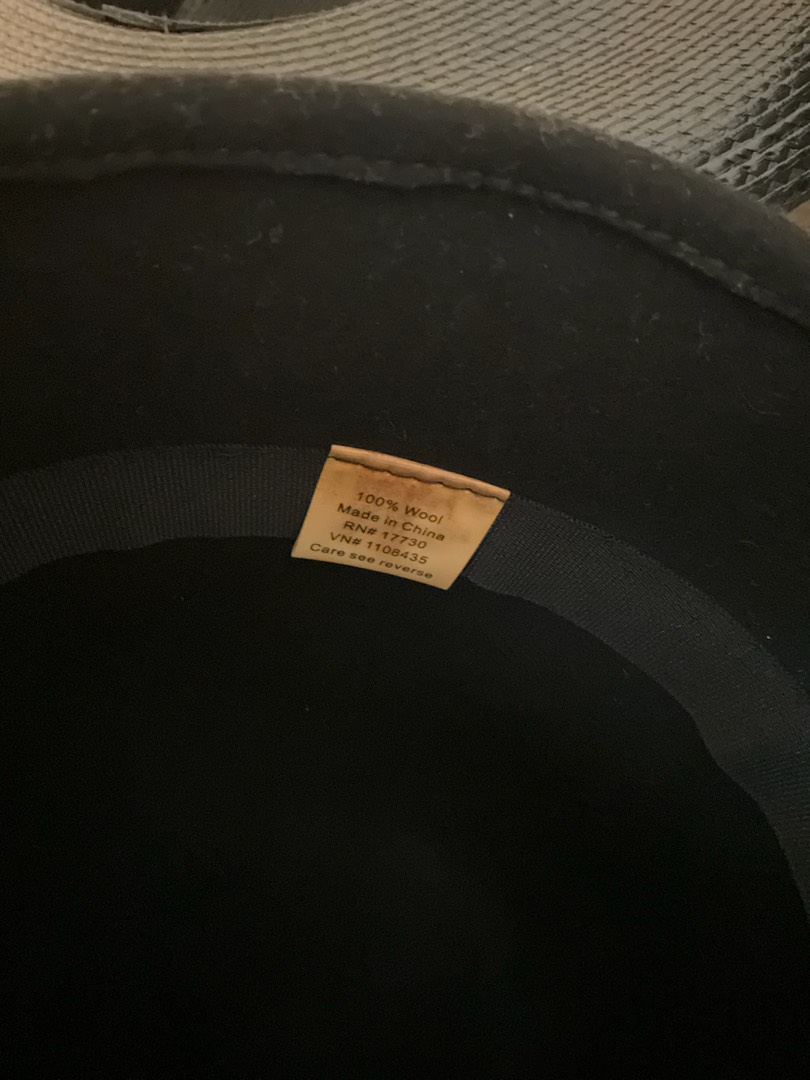 100% Wool
Made in China
RN# 17730
VN# 1108435
Care see reverse